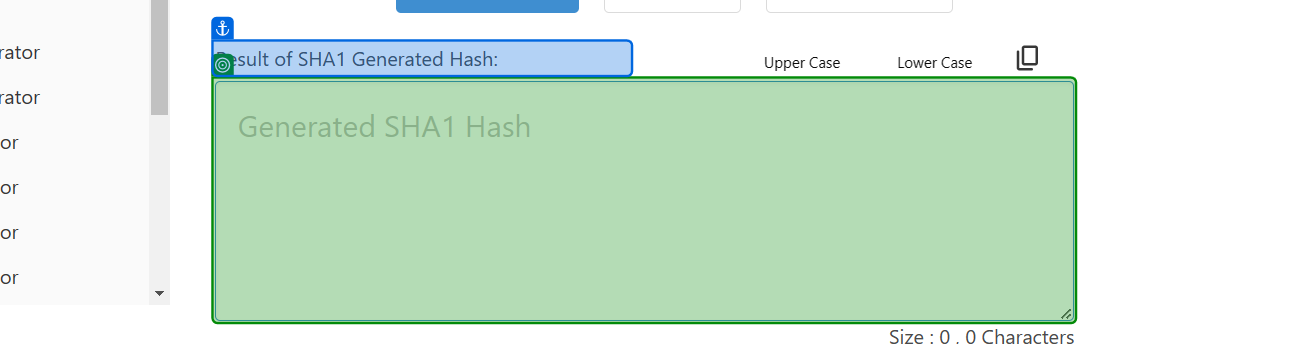 rator
rator
or
or
or
or
Result of SHA1 Generated Hash:
Upper Case
Lower Case
Generated SHA1 Hash
Size : 0 , 0 Characters